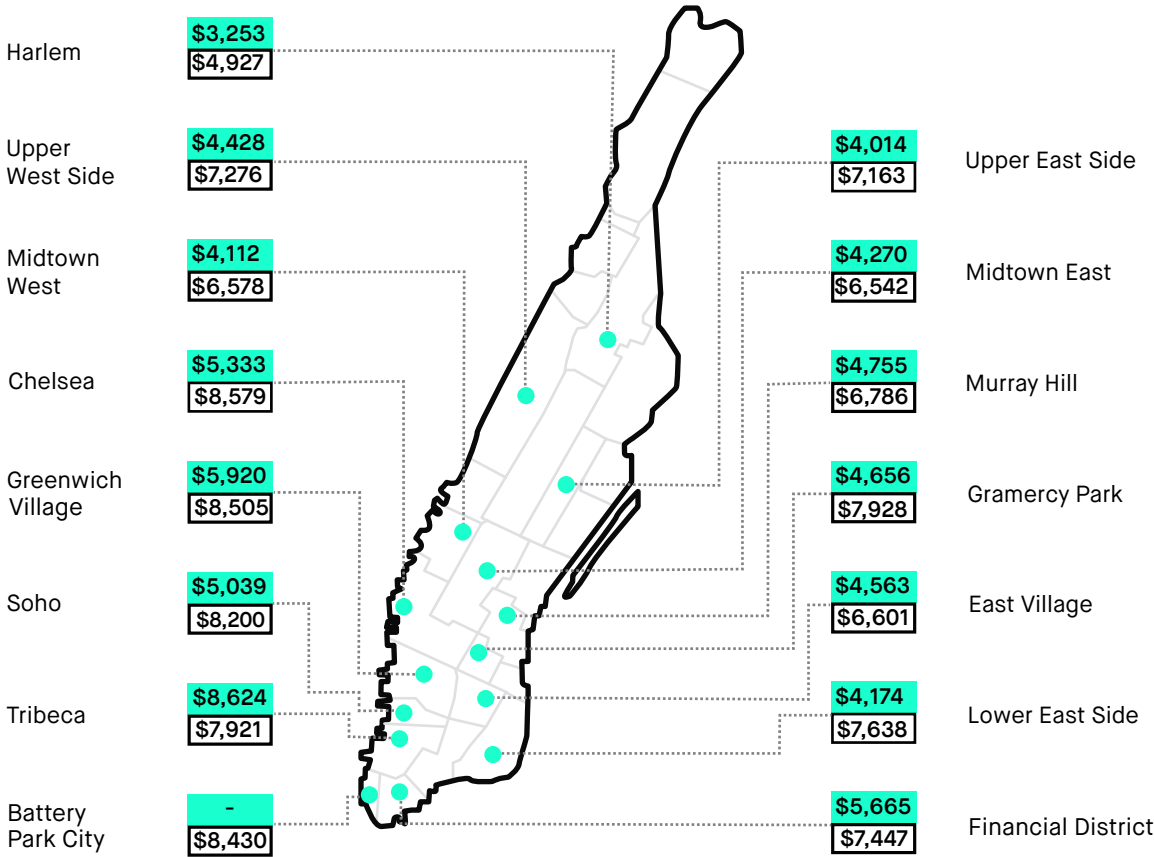 Harlem
$3,253
$4,927
Upper
West Side
$4,428
$7,276
Midtown
West
$4,112
$6,578
Chelsea
$5,333
$8,579
Greenwich
Village
$5,920
$8,505
Soho
$5,039
$8,200
Tribeca
$8,624
$7,921
Battery
Park City
-
$8,430
$4,014
$7,163
Upper East Side
$4,270
$6,542
Midtown East
$4,755
$6,786
Murray Hill
$4,656
$7,928
Gramercy Park
$4,563
$6,601
East Village
$4,174
$7,638
Lower East Side
$5,665
$7,447
Financial District